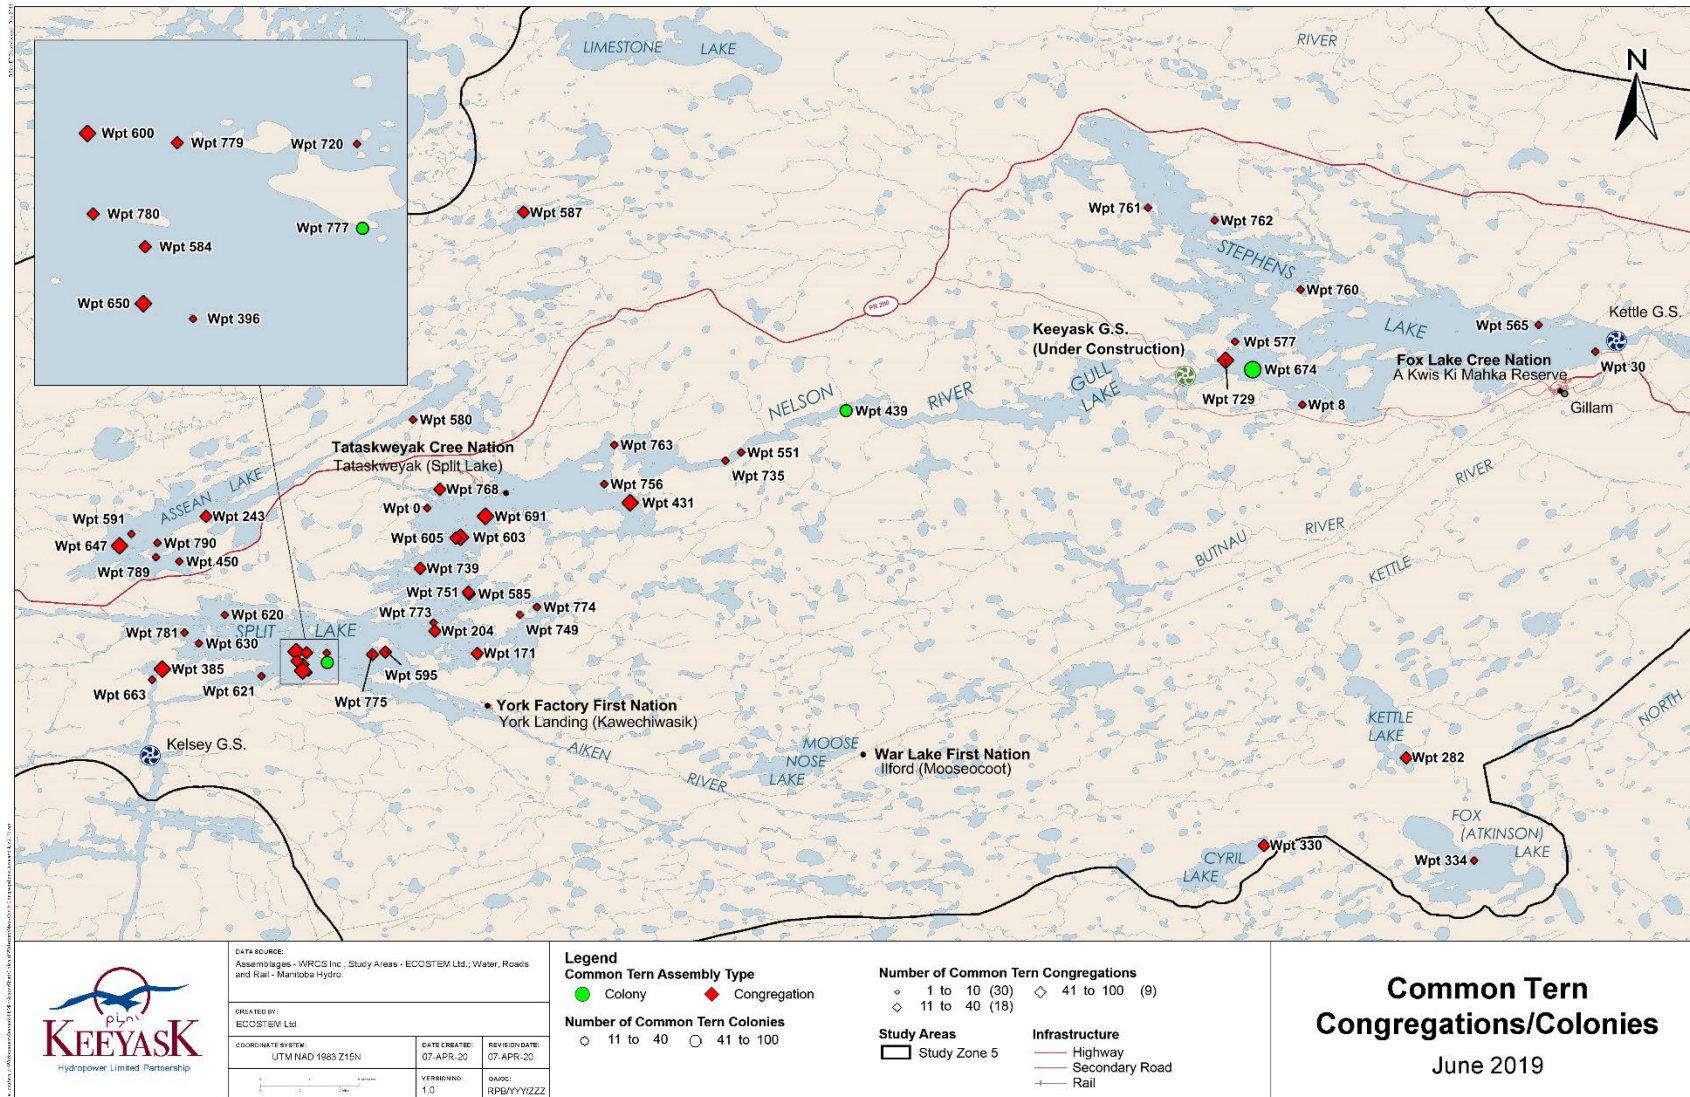 LIMESTONE LAKE
RIVER
N
Wpt 600
Wpt 779
Wpt 720
Wpt 780
Wpt 777
Wpt 584
Wpt 650
Wpt 396
Wpt 587
Wpt 761
Wpt 762
STEPHENS
Wpt 760
LAKE
PR 280
Keeyask G.S.
(Under Construction)
Wpt 577
Wpt 565
Kettle G.S.
Fox Lake Cree Nation
A Kwis Ki Mahka Reserve
Wpt 30
Wpt 674
Wpt 729
Wpt 8
Gillam
GULL
LAKE
NELSON
RIVER
Wpt 439
Wpt 580
Tataskweyak Cree Nation
Tataskweyak (Split Lake)
Wpt 763
Wpt 551
Wpt 735
Wpt 768
Wpt 756
Wpt 0
Wpt 691
Wpt 431
ASSEAN LAKE
Wpt 243
Wpt 591
Wpt 647
Wpt 790
Wpt 789
Wpt 450
Wpt 605
Wpt 603
Wpt 739
Wpt 751
Wpt 585
Wpt 773
Wpt 774
Wpt 749
Wpt 204
Wpt 171
Wpt 620
SPLIT LAKE
Wpt 781
Wpt 630
Wpt 385
Wpt 663
Wpt 621
Wpt 595
Wpt 775
York Factory First Nation
York Landing (Kawechiwasik)
Kelsey G.S.
AIKEN
RIVER
MOOSE
NOSE
LAKE
War Lake First Nation
Ilford (Mooseocoot)
BUTNAU
RIVER
KETTLE
RIVER
NORTH
KETTLE
LAKE
Wpt 282
FOX
(ATKINSON)
LAKE
Wpt 334
CYRIL
LAKE
Wpt 330
KEEYASK
Hydropower Limited Partnership
DATA SOURCE:
Assemblages - WRCS Inc.; Study Areas - ECOSTEM Ltd.; Water, Roads
and Rail - Manitoba Hydro.
CREATED BY:
ECOSTEM Ltd.
COORDINATE SYSTEM:
UTM NAD 1983 Z15N
DATE CREATED:
07-APR-20
REVISION DATE:
07-APR-20
VERSION NO:
1.0
QA/QC:
RPB/YYY/ZZZ
Legend
Common Tern Assembly Type
Colony
Congregation
Number of Common Tern Colonies
11 to 40
41 to 100
Number of Common Tern Congregations
1 to 10 (30)
41 to 100 (9)
11 to 40 (18)
Study Areas
Study Zone 5
Infrastructure
Highway
Secondary Road
Rail
Common Tern
Congregations/Colonies
June 2019